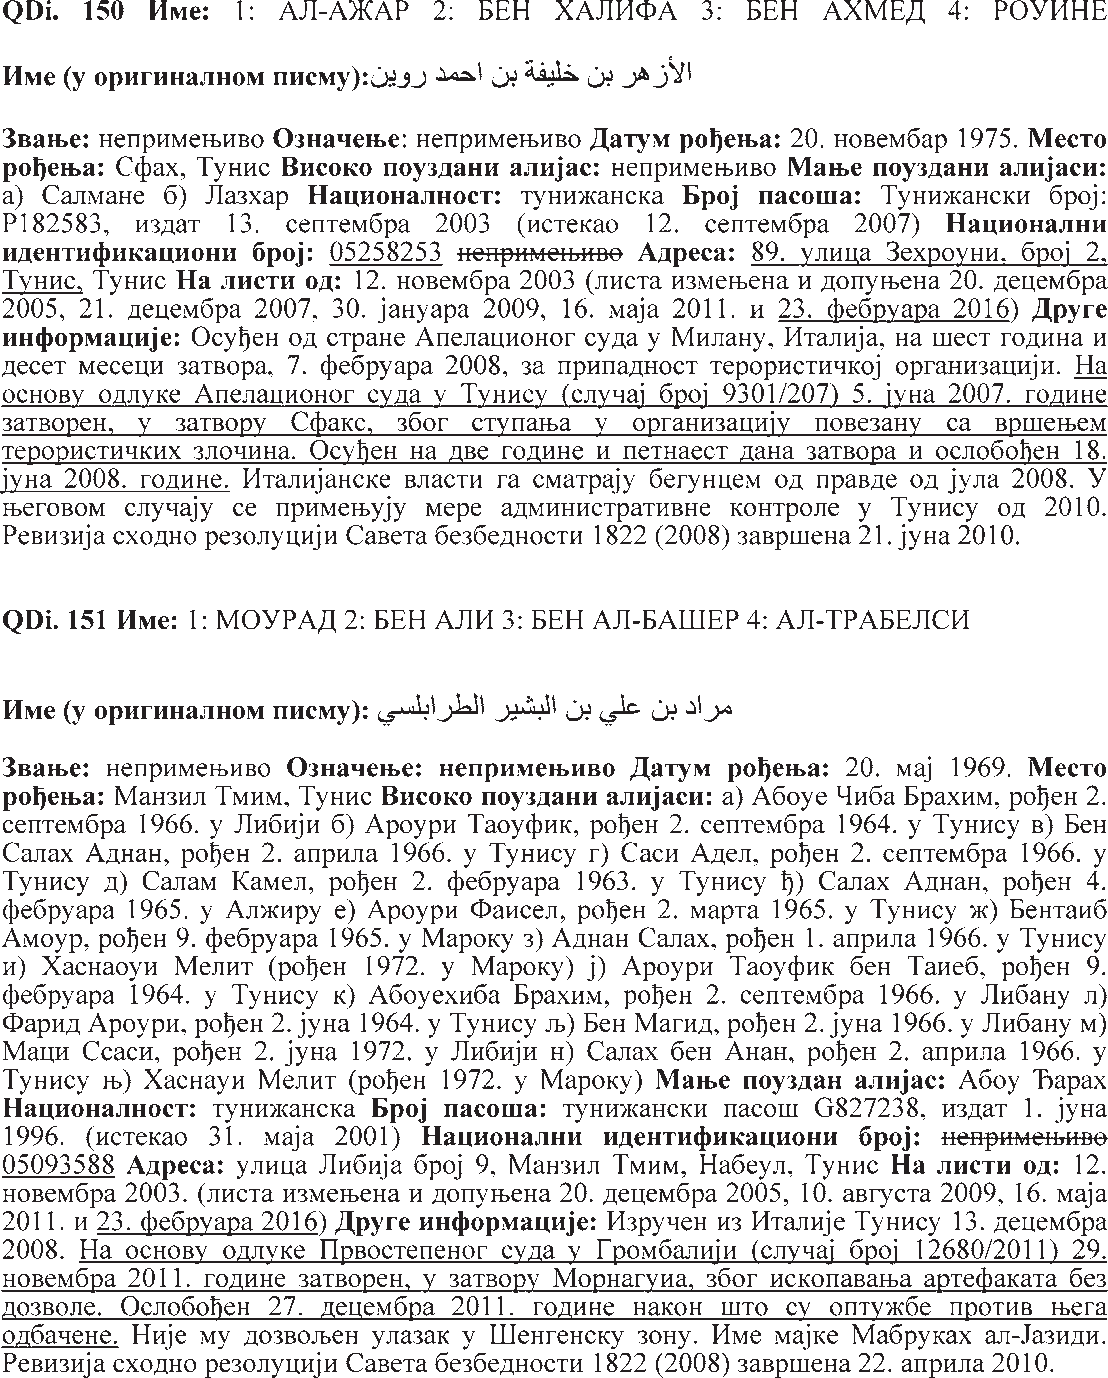 QDi. 150 Име: 1: АЛ-АЖАР 2: БЕН ХАЛИФА 3: БЕН АХМЕД 4: РОУИНЕ
Име (у оригиналном писму):الأزهر بن خليفة بن احمد روين
Звање: непримењиво Означење: непримењиво Датум рођења: 20. новембар 1975. Место
рођења: Сфах, Тунис Високо поуздани алијас: непримењиво Мање поуздани алијаси:
а) Салмане б) Лазхар Националност: тунижанска Број пасоша: Тунижански број:
P182583, издат 13. септембра 2003 (истекао 12. септембра 2007) Национални
идентификациони број: 05258253 непримењиво Адреса: 89. улица Зехроуни, број 2,
Тунис, Тунис На листи од: 12. новембра 2003 (листа измењена и допуњена 20. децембра
2005, 21. децембра 2007, 30. јануара 2009, 16. маја 2011. и 23. фебруара 2016) Друге
информације: Осуђен од стране Апелационог суда у Милану, Италија, на шест година и
десет месеци затвора, 7. фебруара 2008, за припадност терористичкој организацији. На
основу одлуке Апелационог суда у Тунису (случај број 9301/207) 5. јуна 2007. године
затворен, у затвору Сфакс, због ступања у организацију повезану са вршењем
терористичких злочина. Осуђен на две године и петнаест дана затвора и ослобођен 18.
јуна 2008. године. Италијанске власти га сматрају бегунцем од правде од јула 2008. У
његовом случају се примењују мере административне контроле у Тунису од 2010.
Ревизија сходно резолуцији Савета безбедности 1822 (2008) завршена 21. јуна 2010.
QDi. 151 Име: 1: МОУРАД 2: БЕН АЛИ 3: БЕН АЛ-БАШЕР 4: АЛ-ТРАБЕЛСИ
Име (у оригиналном писму): مراد بن علي بن البشير الطرابلسي
Звање: непримењиво Означење: непримењиво Датум рођења: 20. мај 1969. Место
рођења: Манзил Тмим, Тунис Високо поуздани алијаси: а) Абоуе Чиба Брахим, рођен 2.
септембра 1966. у Либији б) Ароури Таоуфик, рођен 2. септембра 1964. у Тунису в) Бен
Салах Аднан, рођен 2. априла 1966. у Тунису г) Саси Адел, рођен 2. септембра 1966. у
Тунису д) Салам Камел, рођен 2. фебруара 1963. у Тунису ђ) Салах Аднан, рођен 4.
фебруара 1965. у Алжиру е) Ароури Фаисел, рођен 2. марта 1965. у Тунису ж) Бентаиб
Амоур, рођен 9. фебруара 1965. у Мароку з) Аднан Салах, рођен 1. априла 1966. у Тунису
и) Хаснаоуи Мелит (рођен 1972. у Мароку) ј) Ароури Таоуфик бен Таиеб, рођен 9.
фебруара 1964. у Тунису к) Абоуехиба Брахим, рођен 2. септембра 1966. у Либану л)
Фарид Ароури, рођен 2. јуна 1964. у Тунису љ) Бен Магид, рођен 2. јуна 1966. у Либану м)
Маци Ссаси, рођен 2. јуна 1972. у Либији н) Салах бен Анан, рођен 2. априла 1966. у
Тунису њ) Хаснауи Мелит (рођен 1972. у Мароку) Мање поуздан алијас: Абоу Ђарах
Националност: тунижанска Број пасоша: тунижански пасош G827238, издат 1. јуна
1996. (истекао 31. маја 2001) Национални идентификациони број: непримењиво
05093588 Адреса: улица Либија број 9, Манзил Тмим, Набеул, Тунис На листи од: 12.
новембра 2003. (листа измењена и допуњена 20. децембра 2005, 10. августа 2009, 16. маја
2011. и 23. фебруара 2016) Друге информације: Изручен из Италије Тунису 13. децембра
2008. На основу одлуке Првостепеног суда у Громбалији (случај број 12680/2011) 29.
новембра 2011. године затворен, у затвору Морнагуиа, због ископавања артефаката без
дозволе. Ослобођен 27. децембра 2011. године након што су оптужбе против њега
одбачене. Није му дозвољен улазак у Шенгенску зону. Име мајке Мабруках ал-Јазиди.
Ревизија сходно резолуцији Савета безбедности 1822 (2008) завршена 22. априла 2010.